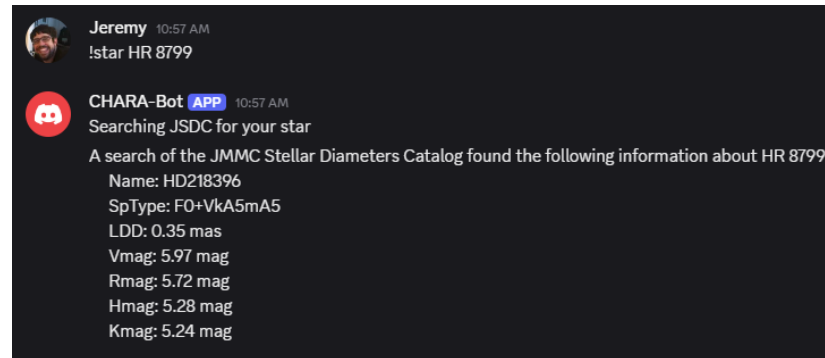 Jeremy 10:57 AM
!star HR 8799
CHARA-Bot APP 10:57 AM
Searching JSDC for your star
A search of the JMMC Stellar Diameters Catalog found the following information about HR 8799
Name: HD218396
SpType: F0+VkA5mA5
LDD: 0.35 mas
Vmag: 5.97 mag
Rmag: 5.72 mag
Hmag: 5.28 mag
Kmag: 5.24 mag